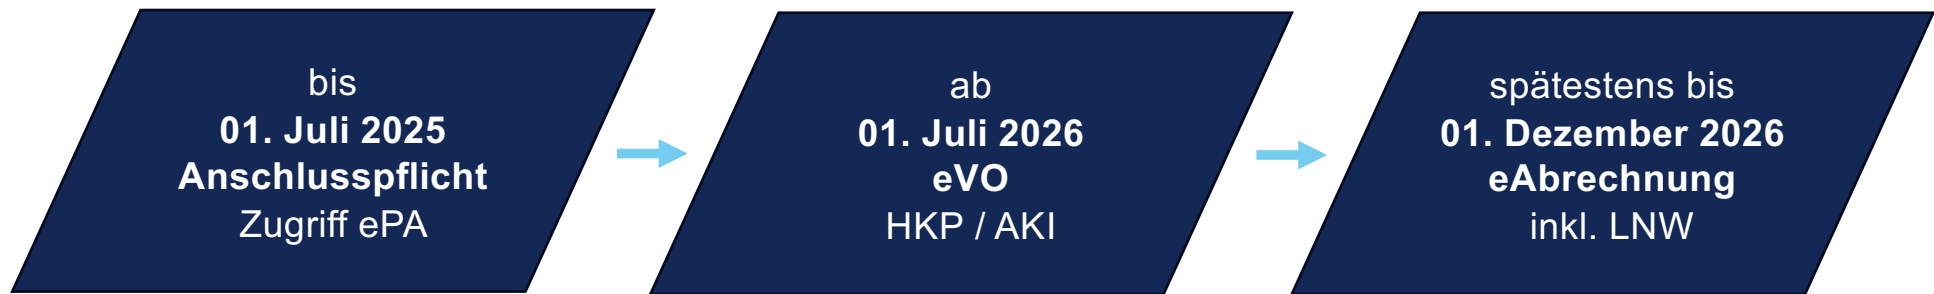 bis
01. Juli 2025
Anschlusspflicht
Zugriff ePA
ab
01. Juli 2026
eVO
HKP / AKI
spätestens bis
01. Dezember 2026
eAbrechnung
inkl. LNW